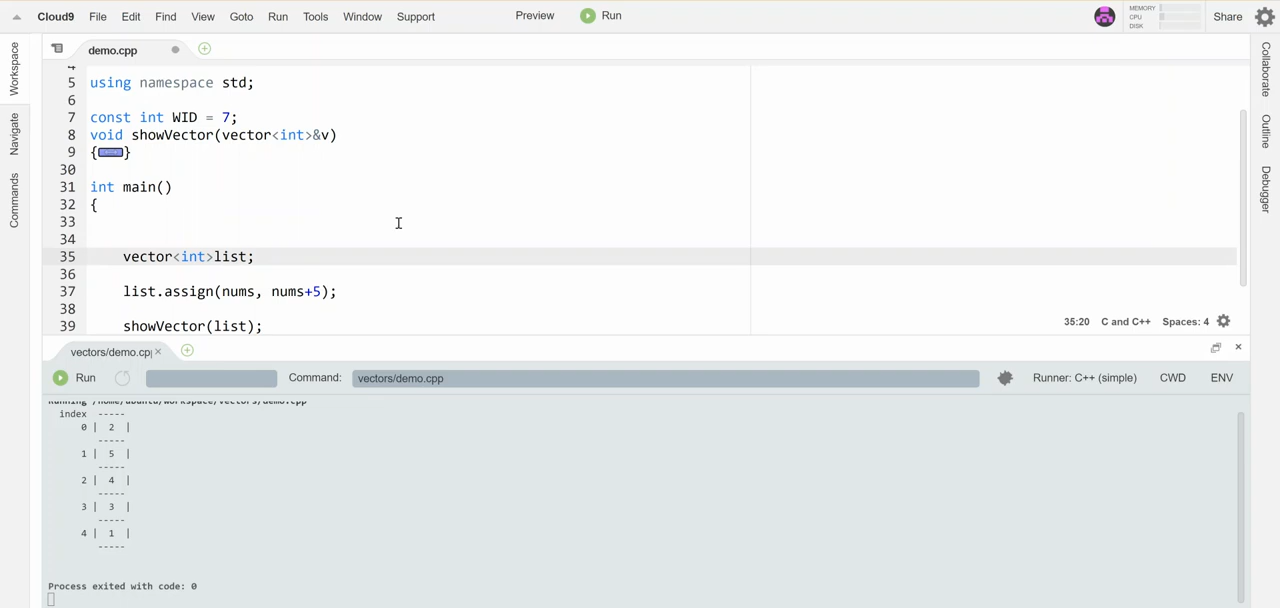 Cloud9 File Edit Find View Goto Run Tools Window Support Preview Run MEMORY CPU DISK Share
Workspace
Navigate
Commands
Collaborate
Outline
Debugger
demo.cpp
4
5 using namespace std;
6
7 const int WID = 7;
8 void showVector(vector<int>&v)
9 {}
30
31 int main()
32 {
33
34
35 vector<int>list;
36
37 list.assign(nums, nums+5);
38
39 showVector(list);
35:20 C and C++ Spaces: 4
vectors/demo.cp
Run Command: vectors/demo.cpp Runner: C++ (simple) CWD ENV
Running /home/ubuntu/workspace/vectors/demo.cpp
index -----
0 | 2 |
-----
1 | 5 |
-----
2 | 4 |
-----
3 | 3 |
-----
4 | 1 |
-----
Process exited with code: 0